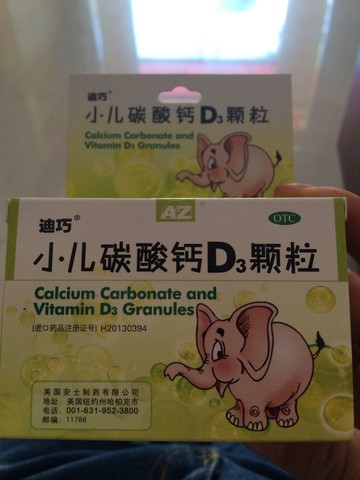 迪巧®
小儿碳酸钙D3颗粒
Calcium Carbonate and
Vitamin D3 Granules
AZ
OTC
迪巧®
小儿碳酸钙D3颗粒
Calcium Carbonate and
Vitamin D3 Granules
[进口药品注册证号] H20130394
美国安士制药有限公司
地址：美国纽约州哈柏克市
电话：001-631-952-3800
邮编：11788